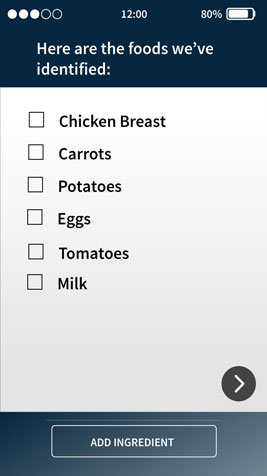 12:00
80%
Here are the foods we’ve
identified:
Chicken Breast
Carrots
Potatoes
Eggs
Tomatoes
Milk
ADD INGREDIENT